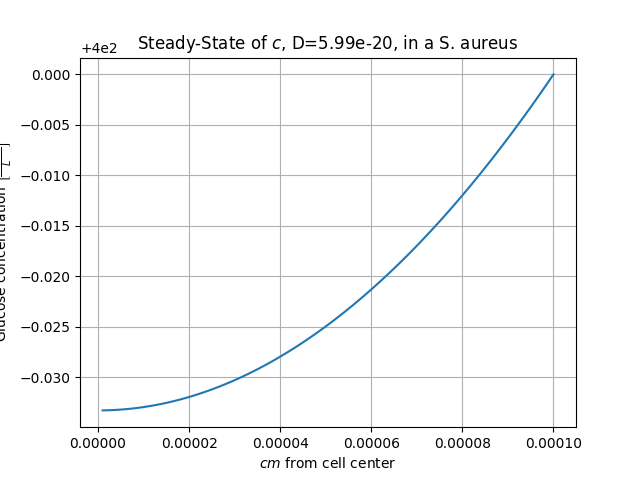 +4e2
Steady-State of c, D=5.99e-20, in a S. aureus
0.000
−0.005
−0.010
−0.015
−0.020
−0.025
−0.030
concentration
0.00000 0.00002 0.00004 0.00006 0.00008 0.00010
cm from cell center